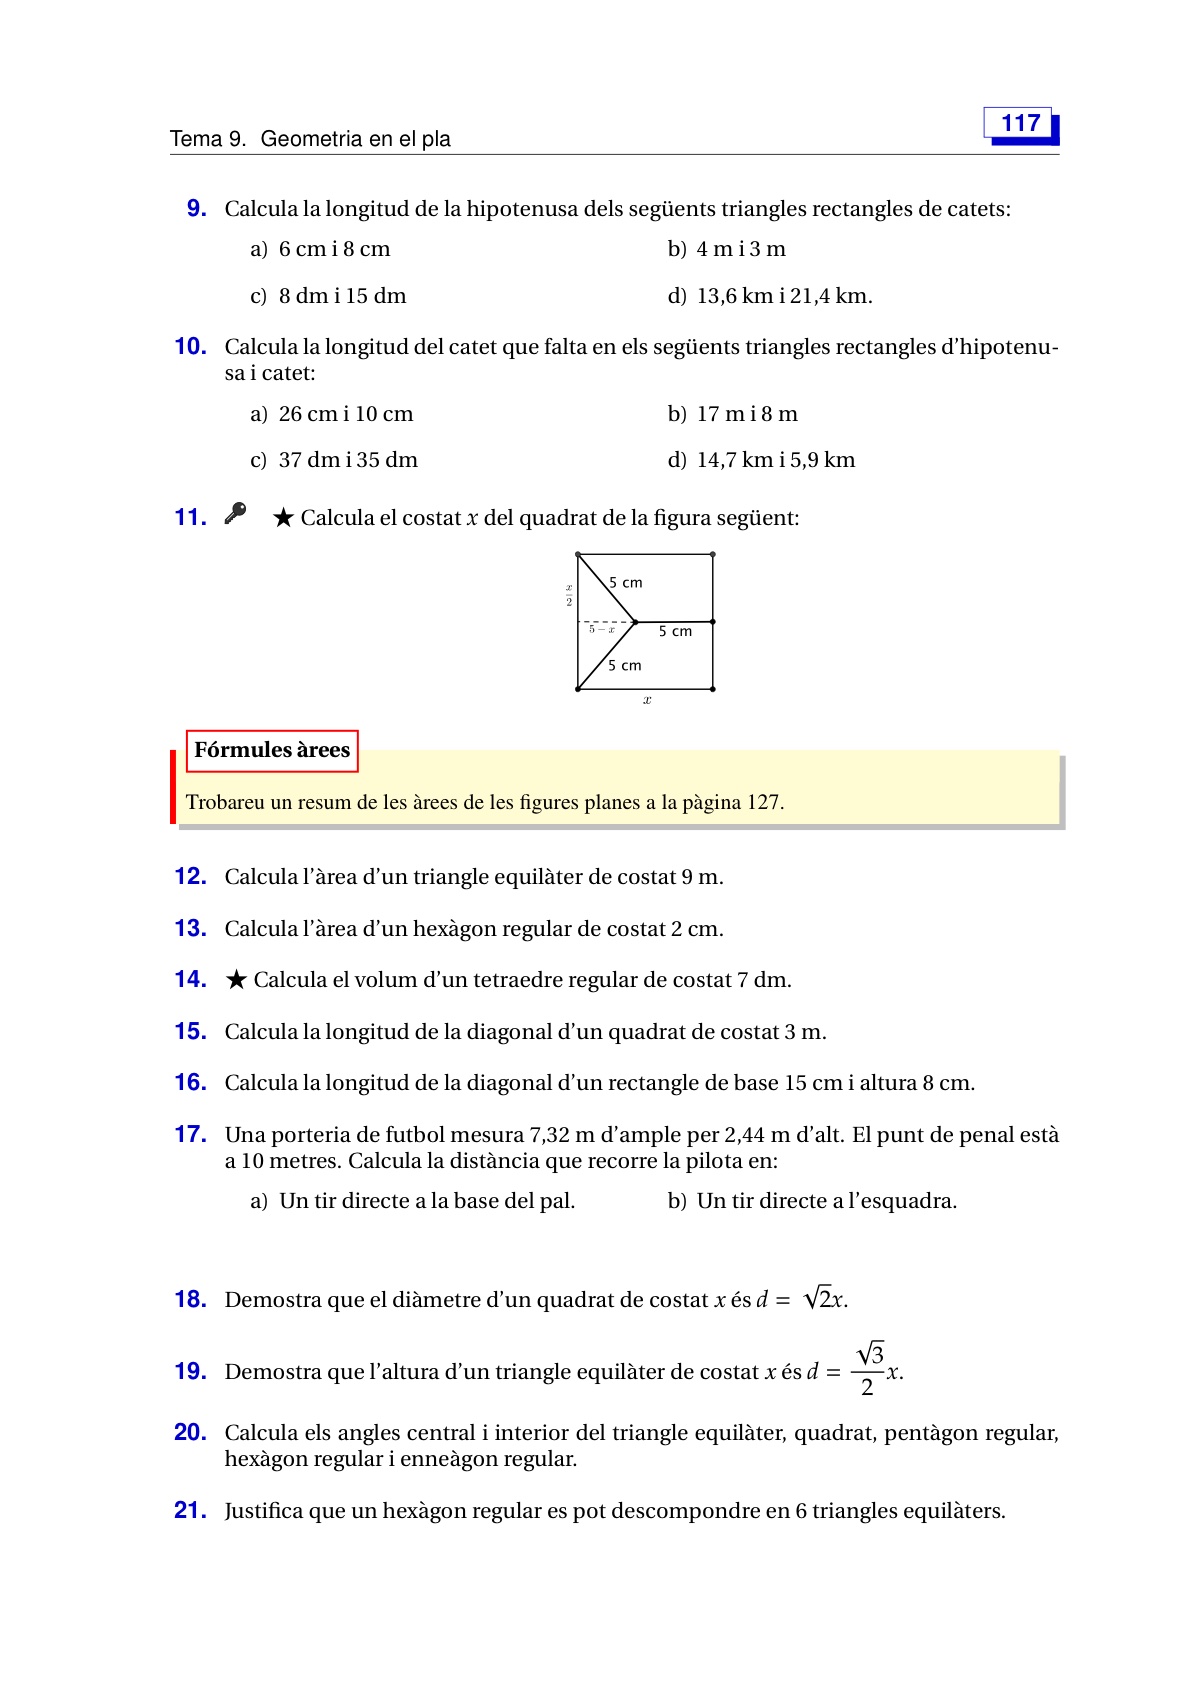 Tema 9. Geometria en el pla
117
9. Calcula la longitud de la hipotenusa dels següents triangles rectangles de catets:
a) 6 cm i 8 cm
b) 4 m i 3 m
c) 8 dm i 15 dm
d) 13,6 km i 21,4 km.
10. Calcula la longitud del catet que falta en els següents triangles rectangles d'hipotenu-
sa i catet:
a) 26 cm i 10 cm
b) 17 m i 8 m
c) 37 dm i 35 dm
d) 14,7 km i 5,9 km
11. ★ Calcula el costat x del quadrat de la figura següent:
5 cm
x/2
5 − x
5 cm
5 cm
x
Fórmules àrees
Trobareu un resum de les àrees de les figures planes a la pàgina 127.
12. Calcula l'àrea d'un triangle equilàter de costat 9 m.
13. Calcula l'àrea d'un hexàgon regular de costat 2 cm.
14. ★ Calcula el volum d'un tetraedre regular de costat 7 dm.
15. Calcula la longitud de la diagonal d'un quadrat de costat 3 m.
16. Calcula la longitud de la diagonal d'un rectangle de base 15 cm i altura 8 cm.
17. Una porteria de futbol mesura 7,32 m d'ample per 2,44 m d'alt. El punt de penal està
a 10 metres. Calcula la distància que recorre la pilota en:
a) Un tir directe a la base del pal.
b) Un tir directe a l'esquadra.
18. Demostra que el diàmetre d'un quadrat de costat x és d = √2x.
19. Demostra que l'altura d'un triangle equilàter de costat x és d = √3/2 x.
20. Calcula els angles central i interior del triangle equilàter, quadrat, pentàgon regular,
hexàgon regular i enneàgon regular.
21. Justifica que un hexàgon regular es pot descompondre en 6 triangles equilàters.